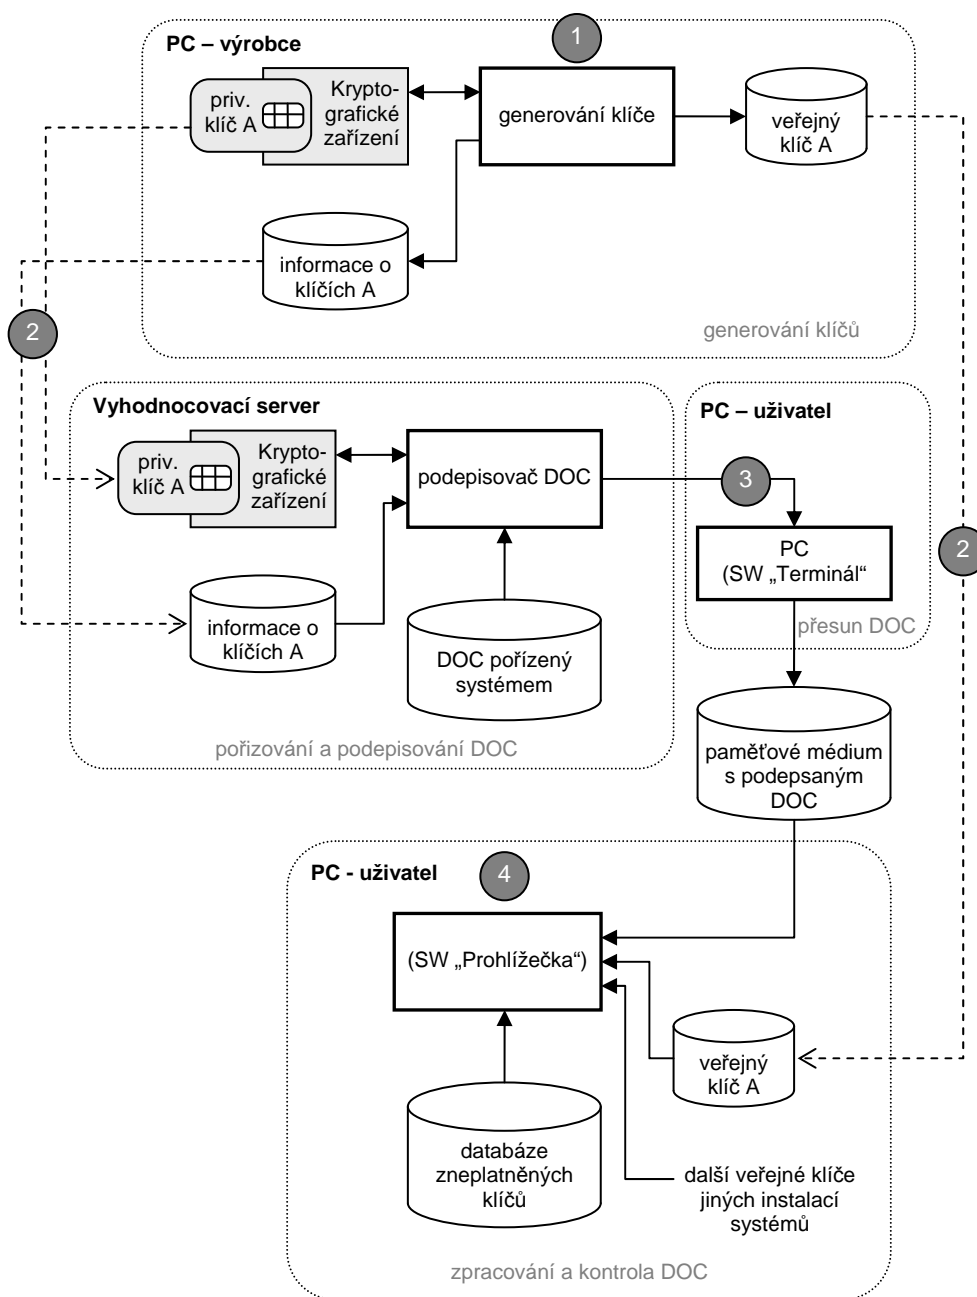 1
PC – výrobce
priv.
klíč A
Krypto-
grafické
zařízení
generování klíče
veřejný
klíč A
informace o
klíčích A
generování klíčů
2
Vyhodnocovací server
priv.
klíč A
Krypto-
grafické
zařízení
podepisovač DOC
informace o
klíčích A
DOC pořízený
systémem
pořizování a podepisování DOC
PC – uživatel
3
2
PC
(SW „Terminál“
přesun DOC
paměťové médium
s podepsaným
DOC
PC - uživatel
4
(SW „Prohlížečka“)
veřejný
klíč A
databáze
zneplatněných
klíčů
další veřejné klíče
jiných instalací
systémů
zpracování a kontrola DOC